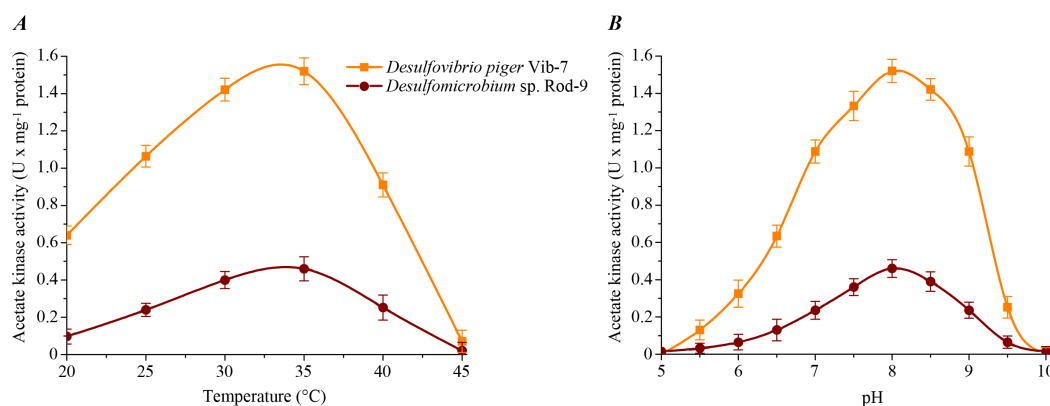 A
Acetate kinase activity (U x mg⁻¹ protein)
1.6
1.4
1.2
1.0
0.8
0.6
0.4
0.2
0
20 25 30 35 40 45
Temperature (°C)
Desulfovibrio piger Vib-7
Desulfomicrobium sp. Rod-9
B
Acetate kinase activity (U x mg⁻¹ protein)
1.6
1.4
1.2
1.0
0.8
0.6
0.4
0.2
0
5 6 7 8 9 10
pH